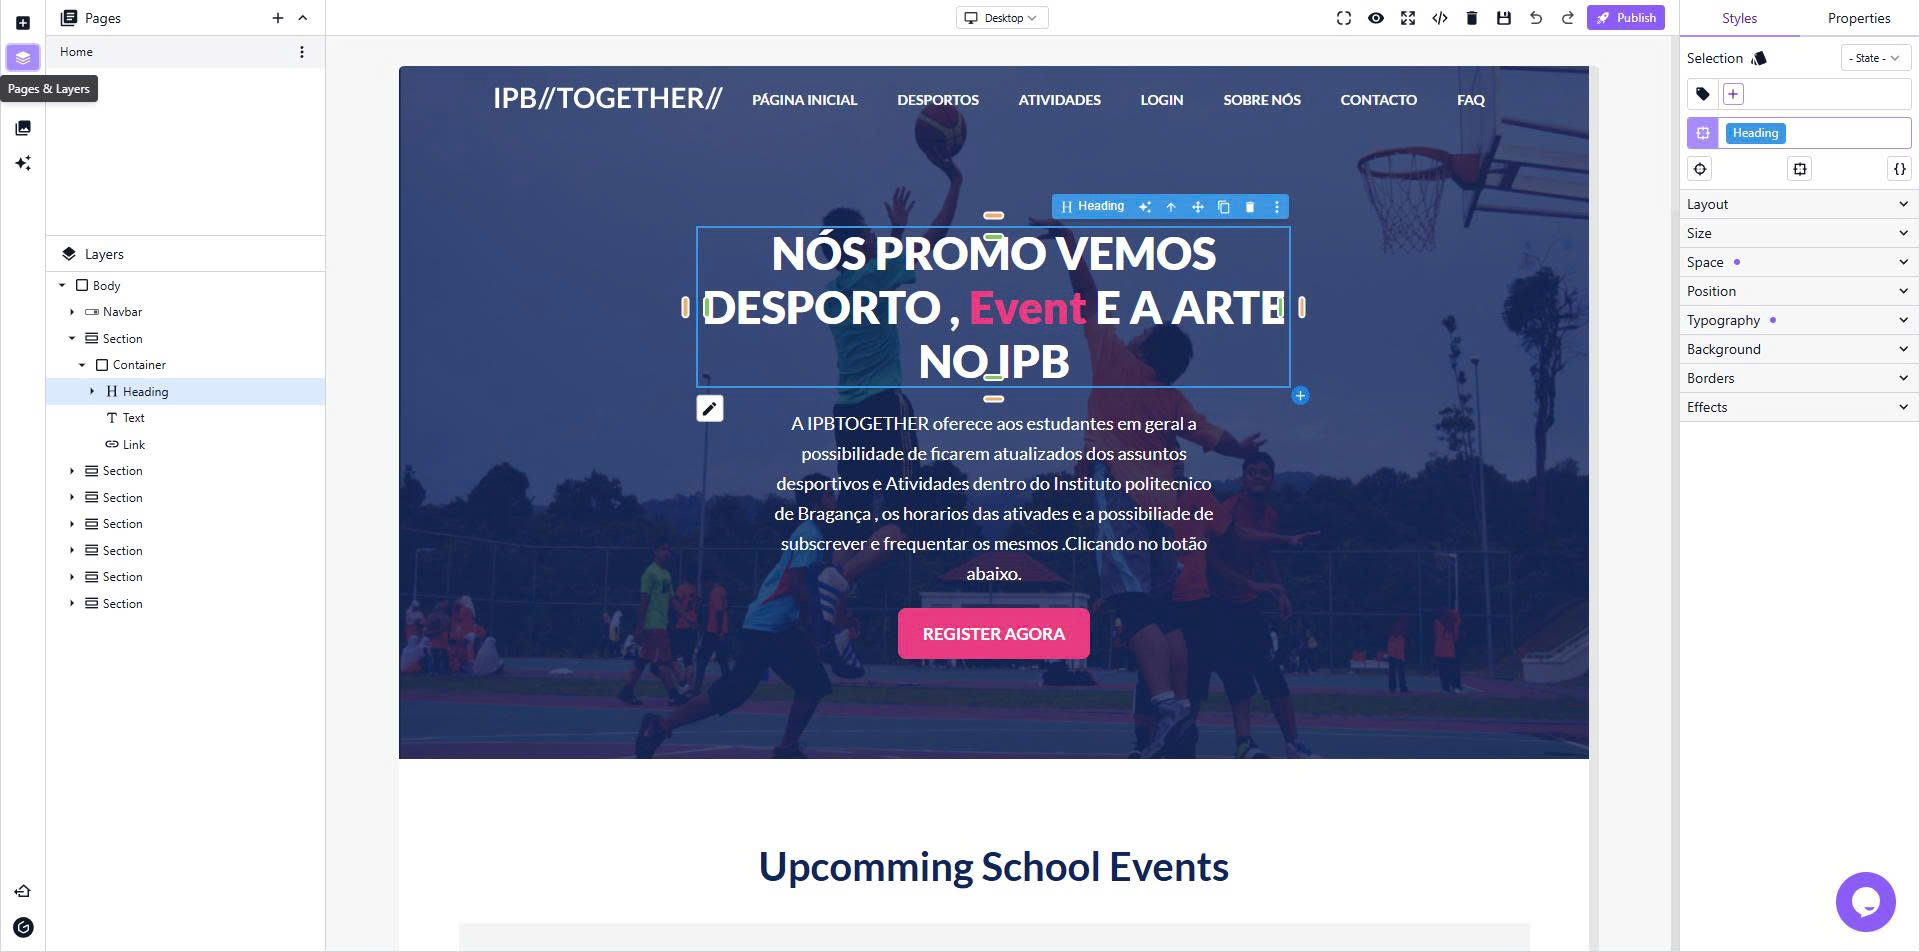 Pages
Home
Pages & Layers
Layers
Body
Navbar
Section
Container
Heading
Text
Link
Section
Section
Section
Section
Section
Section
Desktop
Publish
IPB//TOGETHER//
PÁGINA INICIAL
DESPORTOS
ATIVIDADES
LOGIN
SOBRE NÓS
CONTACTO
FAQ
Heading
NÓS PROMO VEMOS
DESPORTO , Event E A ARTE
NO IPB
A IPBTOGETHER oferece aos estudantes em geral a
possibilidade de ficarem atualizados dos assuntos
desportivos e Atividades dentro do Instituto politecnico
de Bragança , os horarios das ativades e a possibiliade de
subscrever e frequentar os mesmos .Clicando no botão
abaixo.
REGISTER AGORA
Upcomming School Events
Styles
Properties
Selection
- State -
Heading
Layout
Size
Space
Position
Typography
Background
Borders
Effects